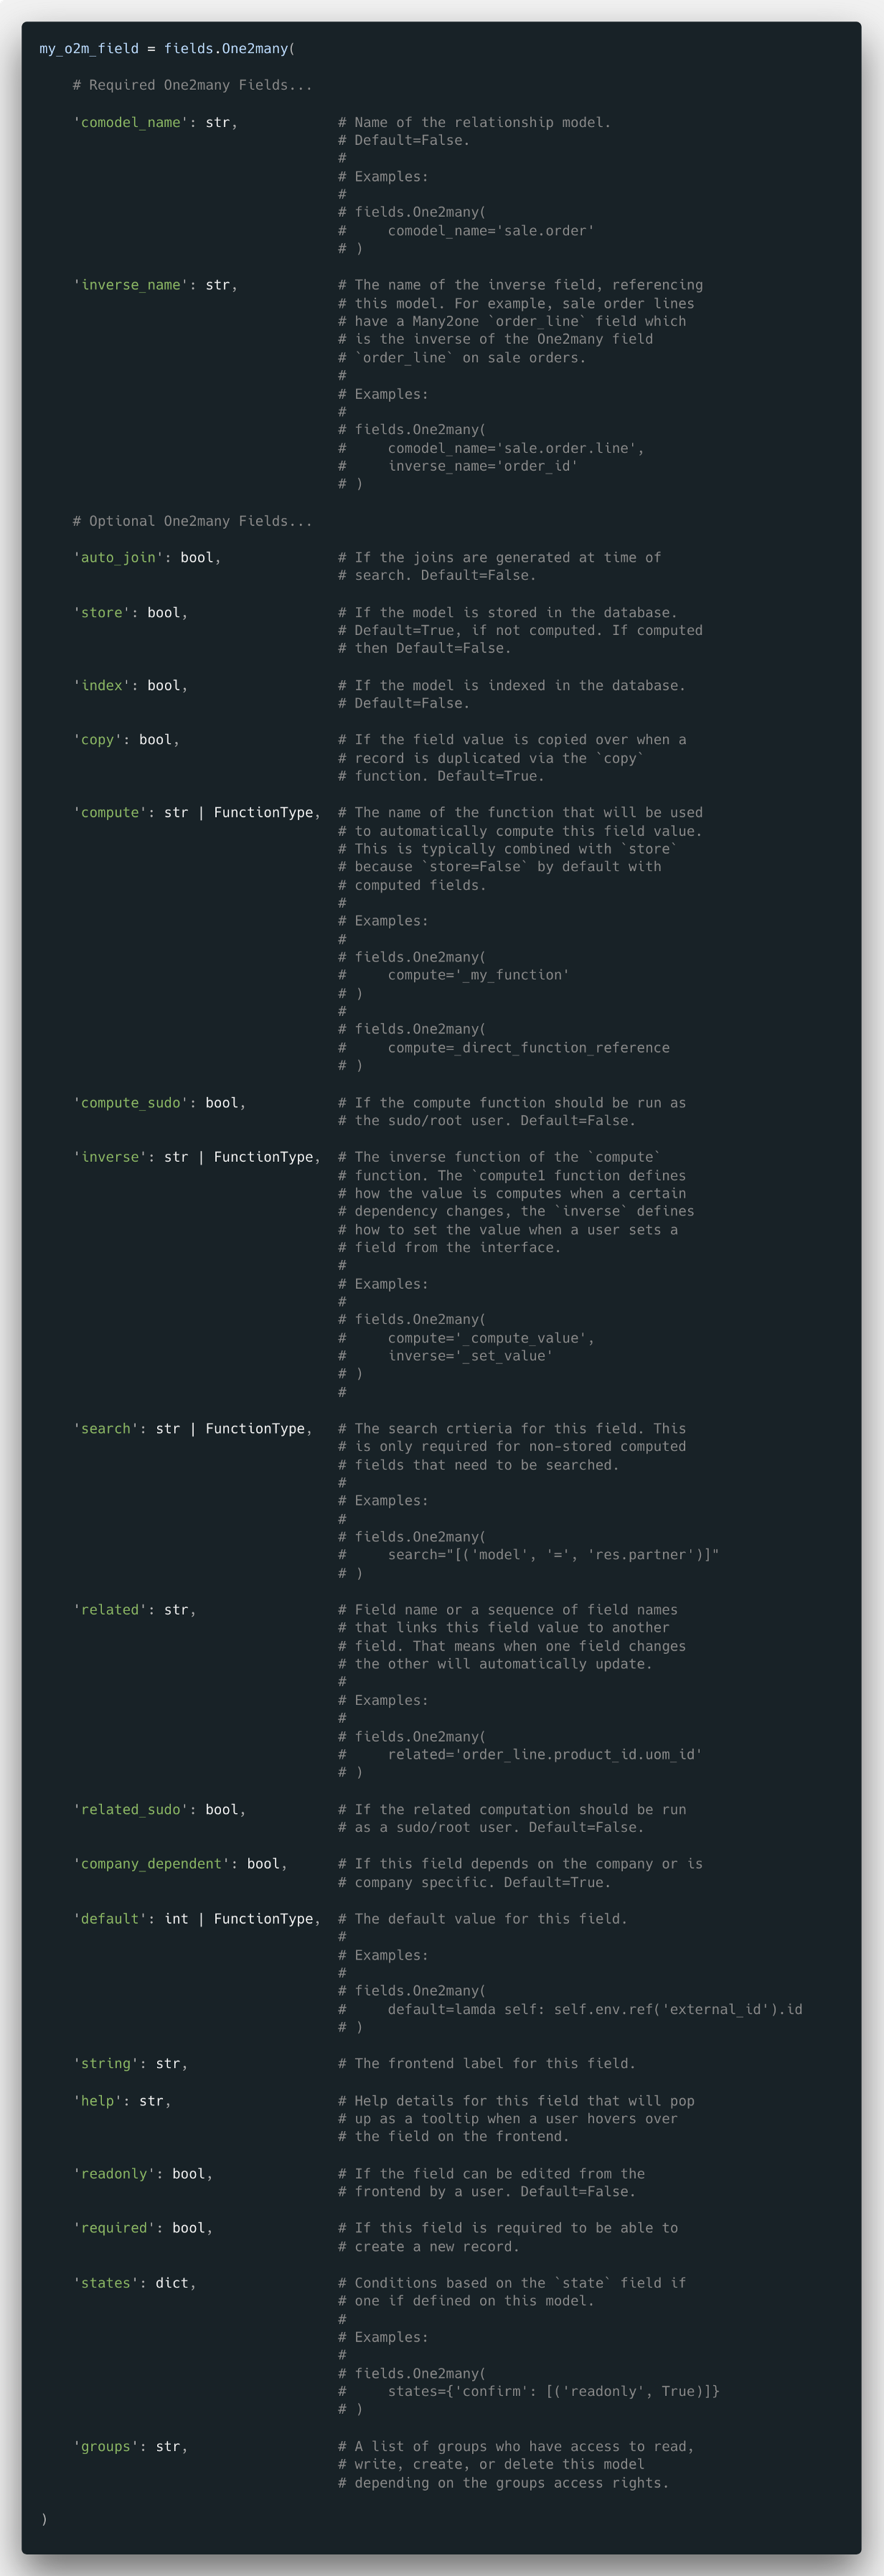 my_o2m_field = fields.One2many(
# Required One2many Fields...
'comodel_name': str, # Name of the relationship model.
# Default=False.
#
# Examples:
#
# fields.One2many(
#     comodel_name='sale.order'
# )
'inverse_name': str, # The name of the inverse field, referencing
# this model. For example, sale order lines
# have a Many2one `order_line` field which
# is the inverse of the One2many field
# `order_line` on sale orders.
#
# Examples:
#
# fields.One2many(
#     comodel_name='sale.order.line',
#     inverse_name='order_id'
# )
# Optional One2many Fields...
'auto_join': bool, # If the joins are generated at time of
# search. Default=False.
'store': bool, # If the model is stored in the database.
# Default=True, if not computed. If computed
# then Default=False.
'index': bool, # If the model is indexed in the database.
# Default=False.
'copy': bool, # If the field value is copied over when a
# record is duplicated via the `copy`
# function. Default=True.
'compute': str | FunctionType, # The name of the function that will be used
# to automatically compute this field value.
# This is typically combined with `store`
# because `store=False` by default with
# computed fields.
#
# Examples:
#
# fields.One2many(
#     compute='_my_function'
# )
#
# fields.One2many(
#     compute=_direct_function_reference
# )
'compute_sudo': bool, # If the compute function should be run as
# the sudo/root user. Default=False.
'inverse': str | FunctionType, # The inverse function of the `compute`
# function. The `compute1 function defines
# how the value is computes when a certain
# dependency changes, the `inverse` defines
# how to set the value when a user sets a
# field from the interface.
#
# Examples:
#
# fields.One2many(
#     compute='_compute_value',
#     inverse='_set_value'
# )
#
'search': str | FunctionType, # The search crtieria for this field. This
# is only required for non-stored computed
# fields that need to be searched.
#
# Examples:
#
# fields.One2many(
#     search="[('model', '=', 'res.partner')]"
# )
'related': str, # Field name or a sequence of field names
# that links this field value to another
# field. That means when one field changes
# the other will automatically update.
#
# Examples:
#
# fields.One2many(
#     related='order_line.product_id.uom_id'
# )
'related_sudo': bool, # If the related computation should be run
# as a sudo/root user. Default=False.
'company_dependent': bool, # If this field depends on the company or is
# company specific. Default=True.
'default': int | FunctionType, # The default value for this field.
#
# Examples:
#
# fields.One2many(
#     default=lamda self: self.env.ref('external_id').id
# )
'string': str, # The frontend label for this field.
'help': str, # Help details for this field that will pop
# up as a tooltip when a user hovers over
# the field on the frontend.
'readonly': bool, # If the field can be edited from the
# frontend by a user. Default=False.
'required': bool, # If this field is required to be able to
# create a new record.
'states': dict, # Conditions based on the `state` field if
# one if defined on this model.
#
# Examples:
#
# fields.One2many(
#     states={'confirm': [('readonly', True)]}
# )
'groups': str, # A list of groups who have access to read,
# write, create, or delete this model
# depending on the groups access rights.
)